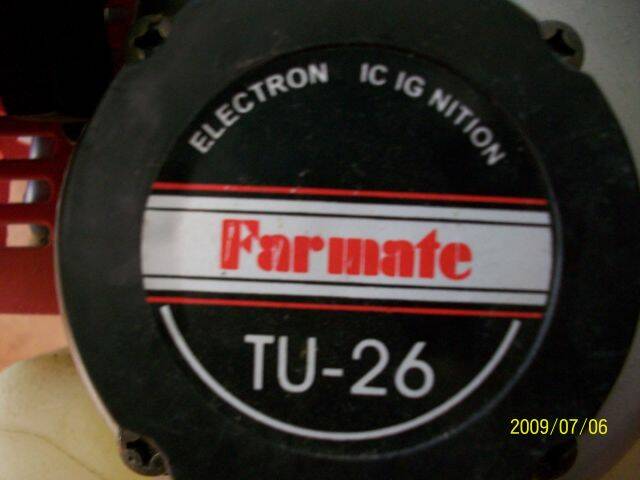 ELECTRON IC IG NITION
Farmate
TU-26
2009/07/06